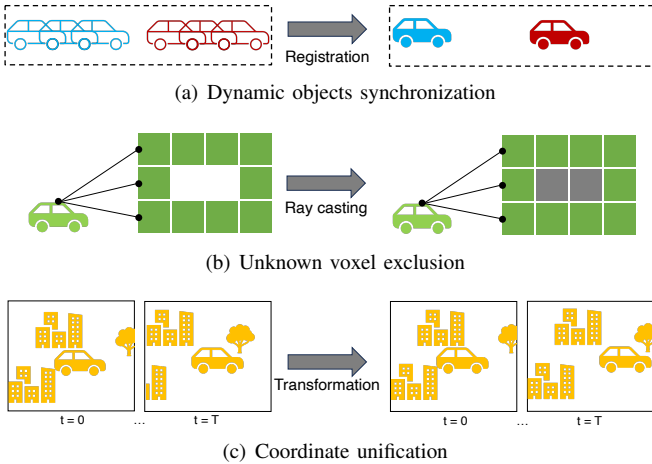 Registration
(a) Dynamic objects synchronization
Ray casting
(b) Unknown voxel exclusion
Transformation
t = 0 ... t = T t = 0 ... t = T
(c) Coordinate unification